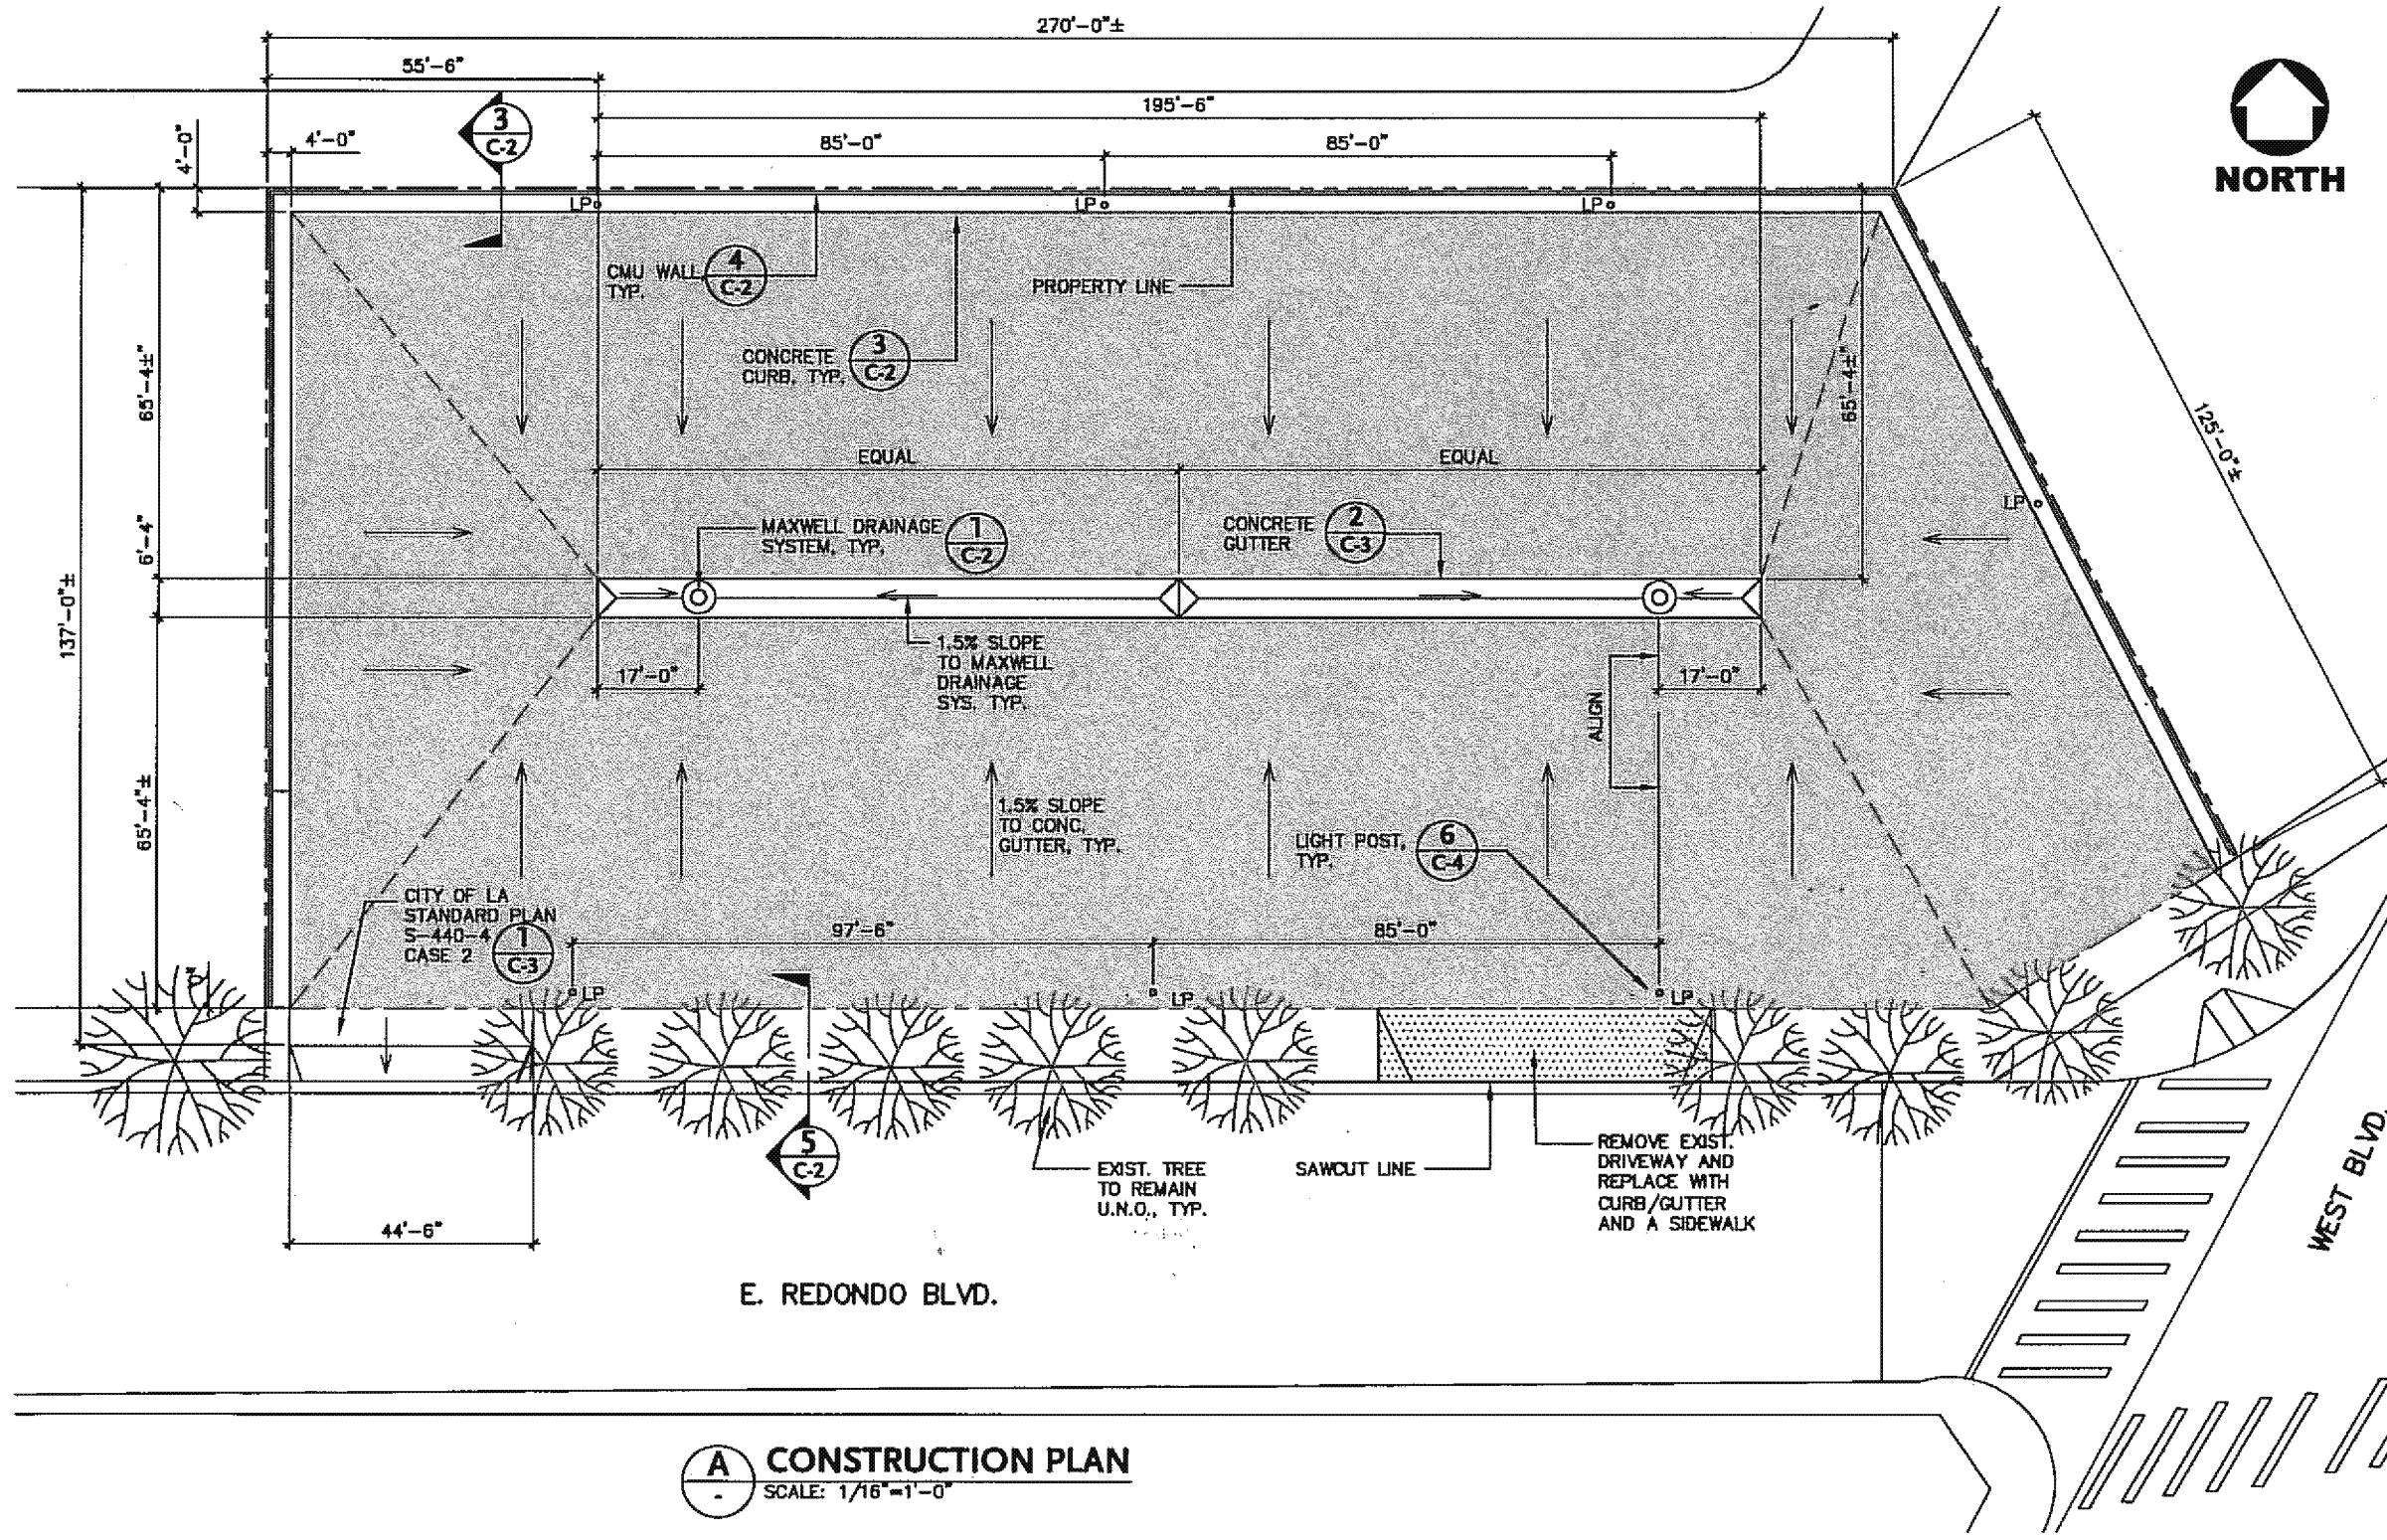 270'-0"±
55'-6"
195'-6"
3
C-2
4'-0"
4'-0"
85'-0"
85'-0"
NORTH
LP
LP
LP
CMU WALL,
TYP.
4
C-2
PROPERTY LINE
CONCRETE
CURB, TYP.
3
C-2
65'-4±"
65'-4±"
125'-0"±
EQUAL
EQUAL
LP
MAXWELL DRAINAGE
SYSTEM, TYP.
1
C-2
CONCRETE
GUTTER
2
C-3
6'-4"
137'-0"±
1.5% SLOPE
TO MAXWELL
DRAINAGE
SYS. TYP.
17'-0"
17'-0"
ALIGN
65'-4"±
1.5% SLOPE
TO CONC.
GUTTER, TYP.
LIGHT POST,
TYP.
6
C-4
CITY OF LA
STANDARD PLAN
S-440-4
CASE 2
1
C-3
97'-6"
85'-0"
LP
LP
LP
5
C-2
EXIST. TREE
TO REMAIN
U.N.O., TYP.
SAWCUT LINE
REMOVE EXIST.
DRIVEWAY AND
REPLACE WITH
CURB/GUTTER
AND A SIDEWALK
WEST BLVD.
44'-6"
E. REDONDO BLVD.
A
-
CONSTRUCTION PLAN
SCALE: 1/16"=1'-0"